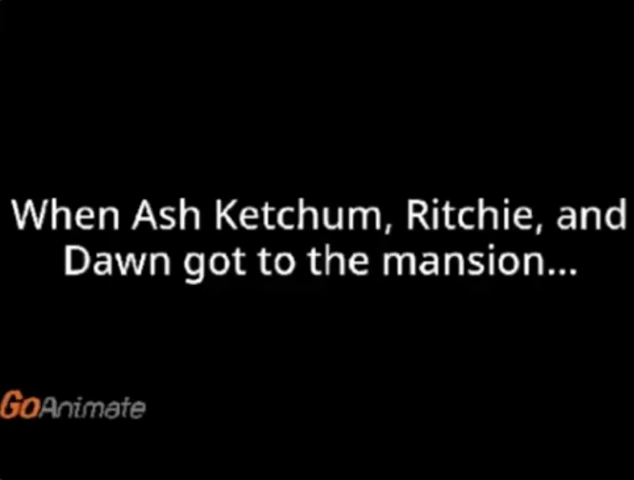 When Ash Ketchum, Ritchie, and
Dawn got to the mansion...
GoAnimate